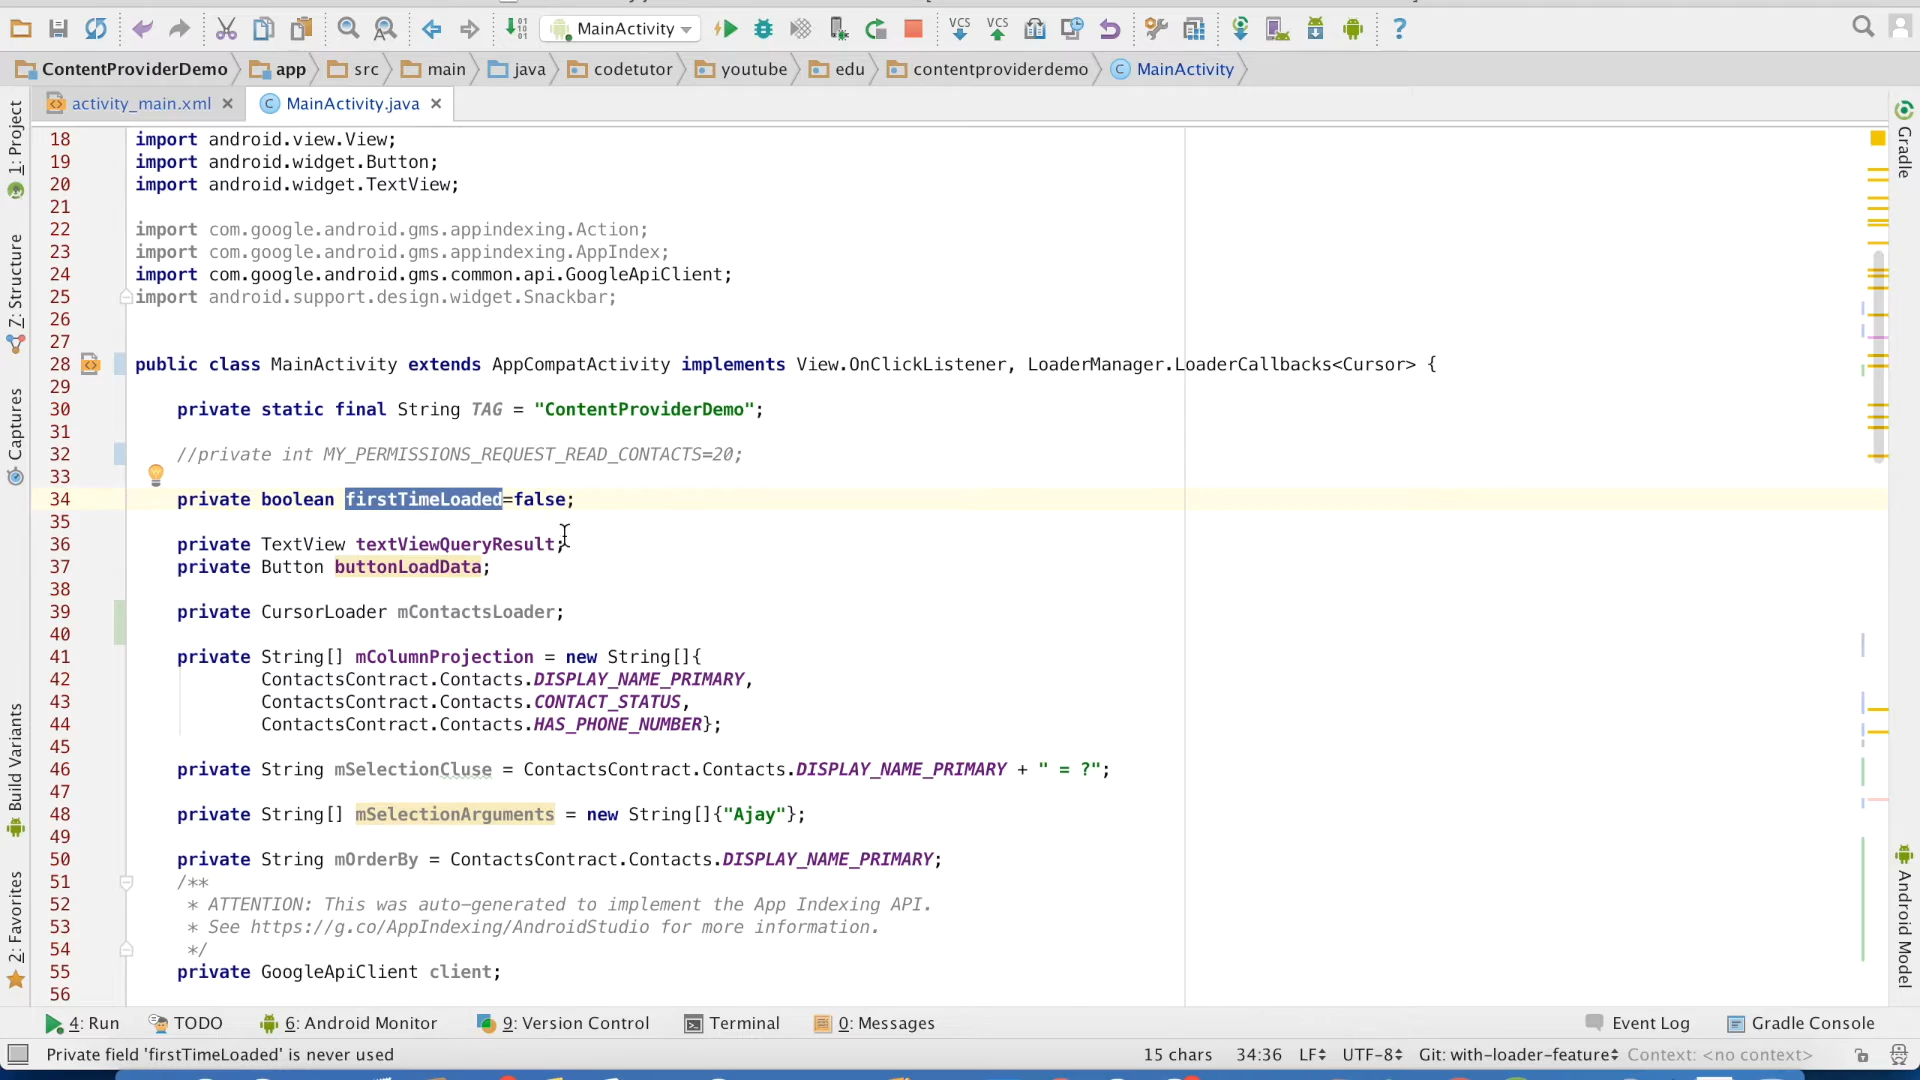 VCS VCS
MainActivity
ContentProviderDemo app src main java codetutor youtube edu contentproviderdemo MainActivity
activity_main.xml MainActivity.java
1: Project
Z: Structure
Captures
Build Variants
2: Favorites
18 import android.view.View;
19 import android.widget.Button;
20 import android.widget.TextView;
21
22 import com.google.android.gms.appindexing.Action;
23 import com.google.android.gms.appindexing.AppIndex;
24 import com.google.android.gms.common.api.GoogleApiClient;
25 import android.support.design.widget.Snackbar;
26
27
28 public class MainActivity extends AppCompatActivity implements View.OnClickListener, LoaderManager.LoaderCallbacks<Cursor> {
29
30 private static final String TAG = "ContentProviderDemo";
31
32 //private int MY_PERMISSIONS_REQUEST_READ_CONTACTS=20;
33
34 private boolean firstTimeLoaded=false;
35
36 private TextView textViewQueryResult;
37 private Button buttonLoadData;
38
39 private CursorLoader mContactsLoader;
40
41 private String[] mColumnProjection = new String[]{
42 ContactsContract.Contacts.DISPLAY_NAME_PRIMARY,
43 ContactsContract.Contacts.CONTACT_STATUS,
44 ContactsContract.Contacts.HAS_PHONE_NUMBER};
45
46 private String mSelectionCluse = ContactsContract.Contacts.DISPLAY_NAME_PRIMARY + " = ?";
47
48 private String[] mSelectionArguments = new String[]{"Ajay"};
49
50 private String mOrderBy = ContactsContract.Contacts.DISPLAY_NAME_PRIMARY;
51 /**
52 * ATTENTION: This was auto-generated to implement the App Indexing API.
53 * See https://g.co/AppIndexing/AndroidStudio for more information.
54 */
55 private GoogleApiClient client;
56
Gradle
Android Model
4: Run TODO 6: Android Monitor 9: Version Control Terminal 0: Messages Event Log Gradle Console
Private field 'firstTimeLoaded' is never used 15 chars 34:36 LF UTF-8 Git: with-loader-feature Context: <no context>